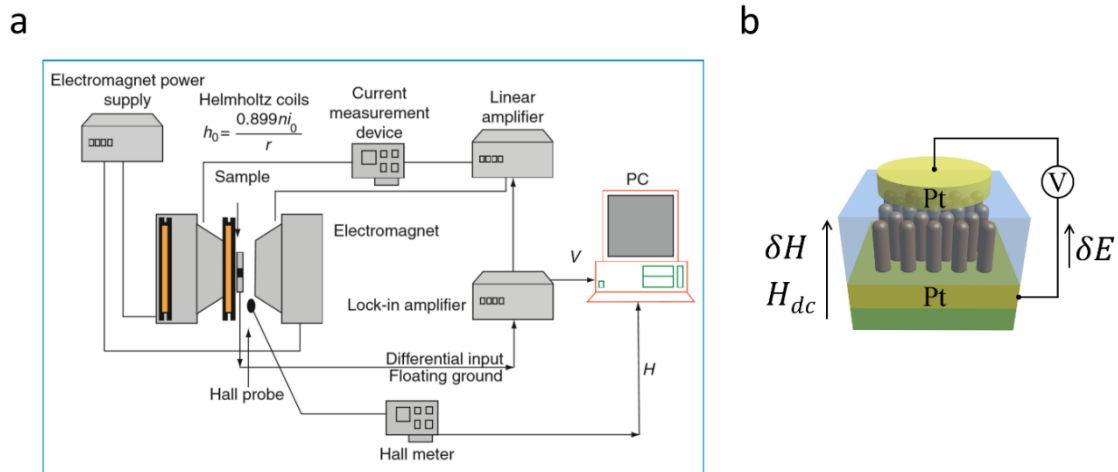 a
b
Electromagnet power
supply
Helmholtz coils
h₀ = 0.899ni₀ / r
Current
measurement
device
Linear
amplifier
Sample
PC
Electromagnet
V
Lock-in amplifier
Differential input
Floating ground
H
Hall probe
Hall meter
Pt
V
δH
δE
H_dc
Pt